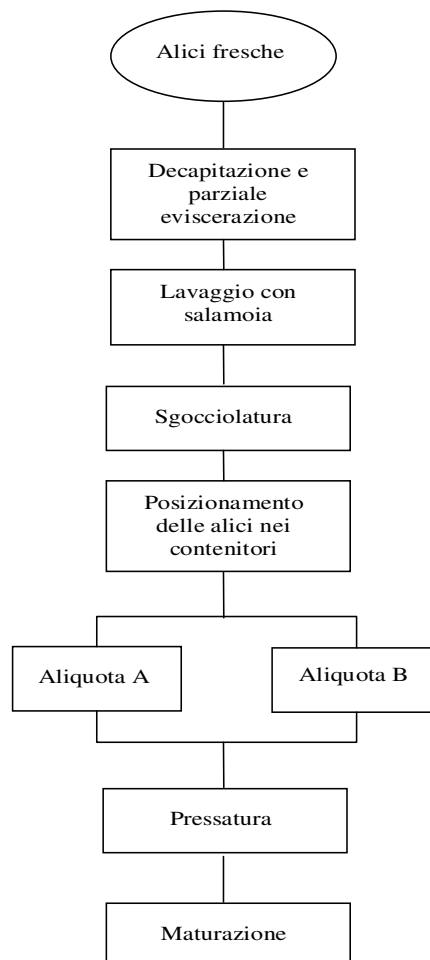 Alici fresche
Decapitazione e
parziale
eviscerazione
Lavaggio con
salamoia
Sgocciolatura
Posizionamento
delle alici nei
contenitori
Aliquota A
Aliquota B
Pressatura
Maturazione